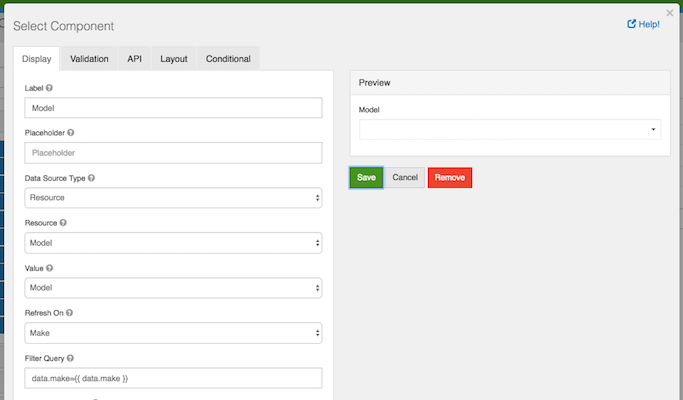 Select Component
Help!
Display Validation API Layout Conditional
Label
Model
Placeholder
Placeholder
Data Source Type
Resource
Resource
Model
Value
Model
Refresh On
Make
Filter Query
data.make={{ data.make }}
Preview
Model
Save Cancel Remove